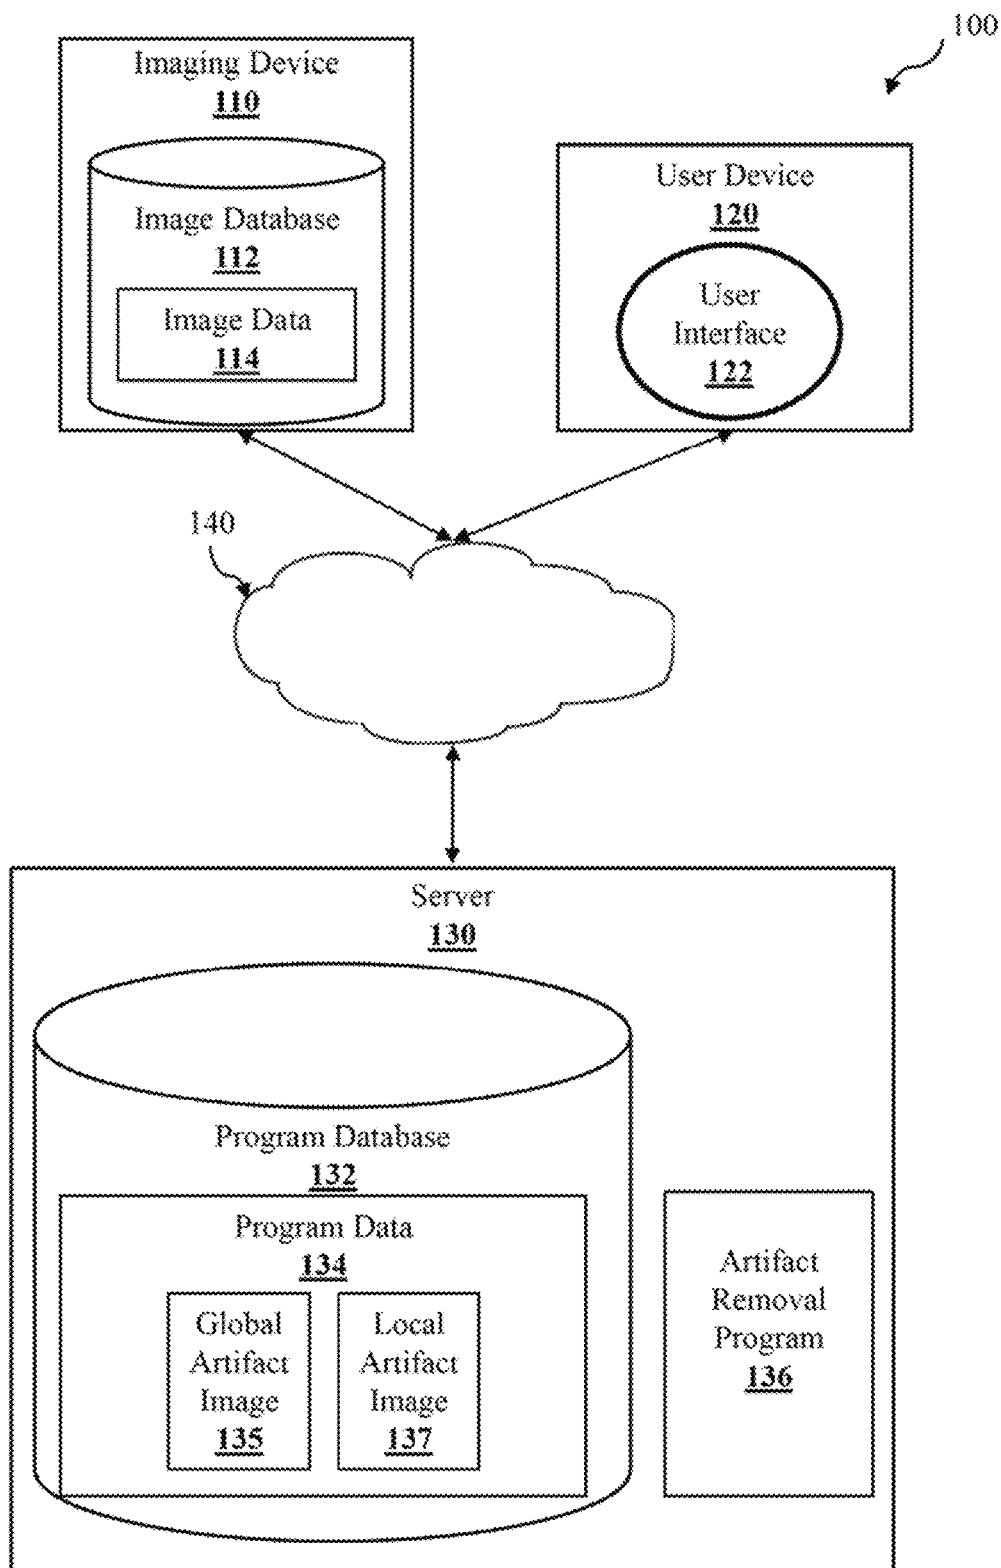 100
Imaging Device
110
Image Database
112
Image Data
114
User Device
120
User
Interface
122
140
Server
130
Program Database
132
Program Data
134
Global
Artifact
Image
135
Local
Artifact
Image
137
Artifact
Removal
Program
136